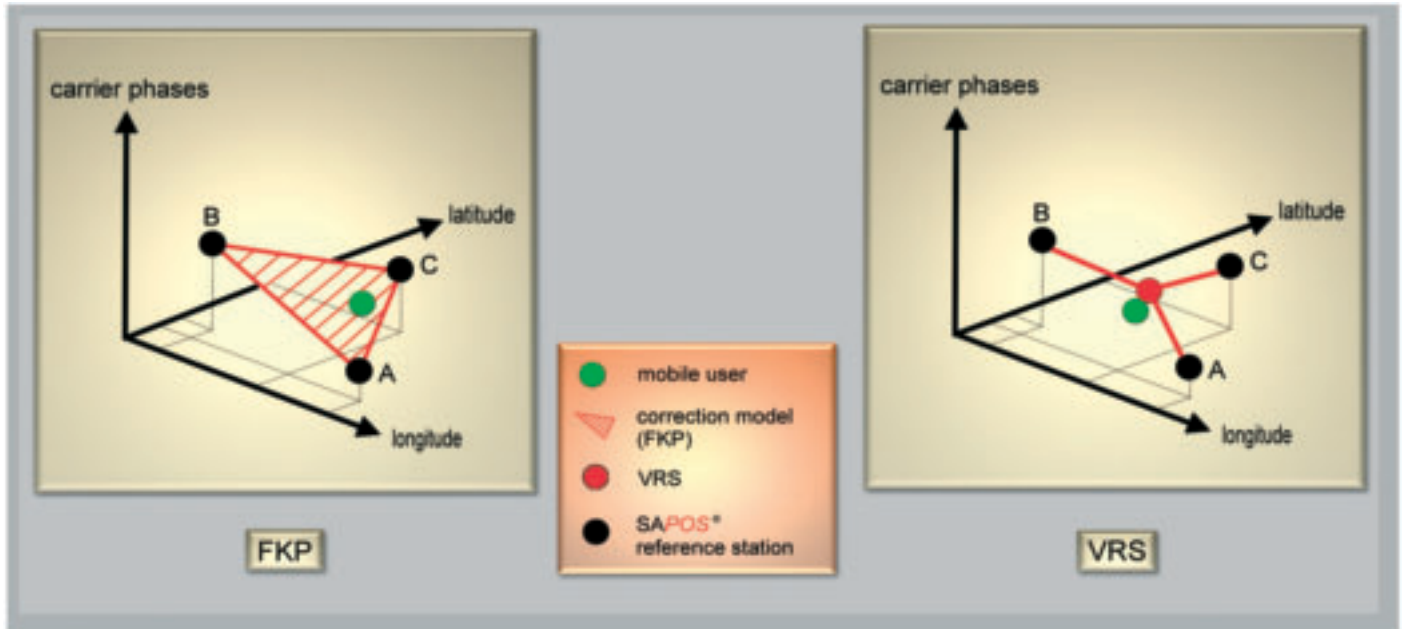 carrier phases
B
latitude
C
A
longitude
FKP
mobile user
correction model
(FKP)
VRS
SAPOS®
reference station
carrier phases
B
latitude
C
A
longitude
VRS